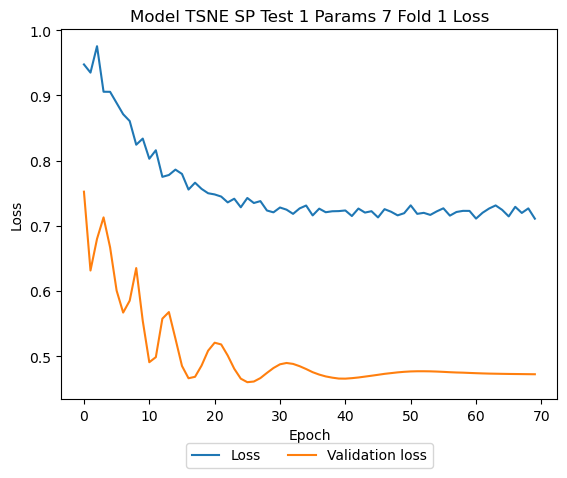 Model TSNE SP Test 1 Params 7 Fold 1 Loss
1.0
0.9
0.8
0.7
0.6
0.5
Loss
0 10 20 30 40 50 60 70
Epoch
Loss Validation loss